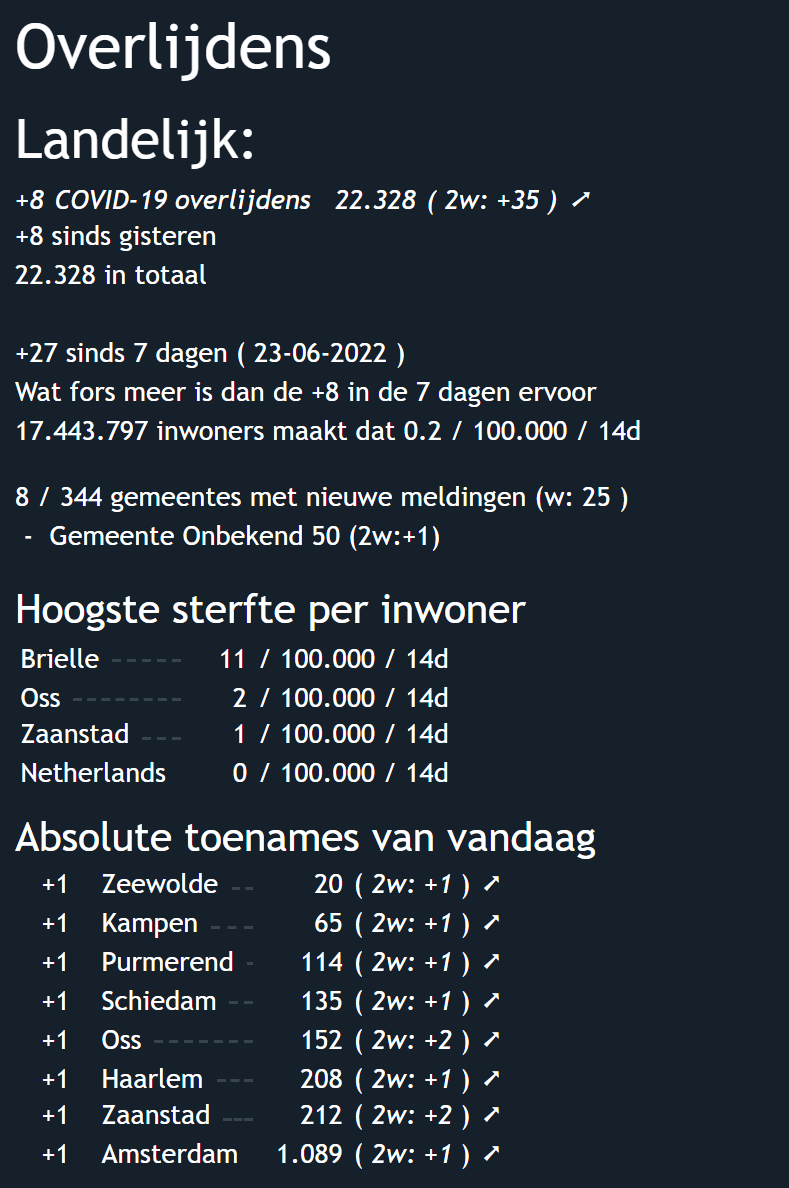 Overlijdens
Landelijk:
+8 COVID-19 overlijdens 22.328 ( 2w: +35 ) ➚
+8 sinds gisteren
22.328 in totaal
+27 sinds 7 dagen ( 23-06-2022 )
Wat fors meer is dan de +8 in de 7 dagen ervoor
17.443.797 inwoners maakt dat 0.2 / 100.000 / 14d
8 / 344 gemeentes met nieuwe meldingen (w: 25 )
- Gemeente Onbekend 50 (2w:+1)
Hoogste sterfte per inwoner
Brielle ----- 11 / 100.000 / 14d
Oss -------- 2 / 100.000 / 14d
Zaanstad --- 1 / 100.000 / 14d
Netherlands 0 / 100.000 / 14d
Absolute toenames van vandaag
+1 Zeewolde -- 20 ( 2w: +1 ) ➚
+1 Kampen --- 65 ( 2w: +1 ) ➚
+1 Purmerend - 114 ( 2w: +1 ) ➚
+1 Schiedam -- 135 ( 2w: +1 ) ➚
+1 Oss ------- 152 ( 2w: +2 ) ➚
+1 Haarlem --- 208 ( 2w: +1 ) ➚
+1 Zaanstad --- 212 ( 2w: +2 ) ➚
+1 Amsterdam 1.089 ( 2w: +1 ) ➚